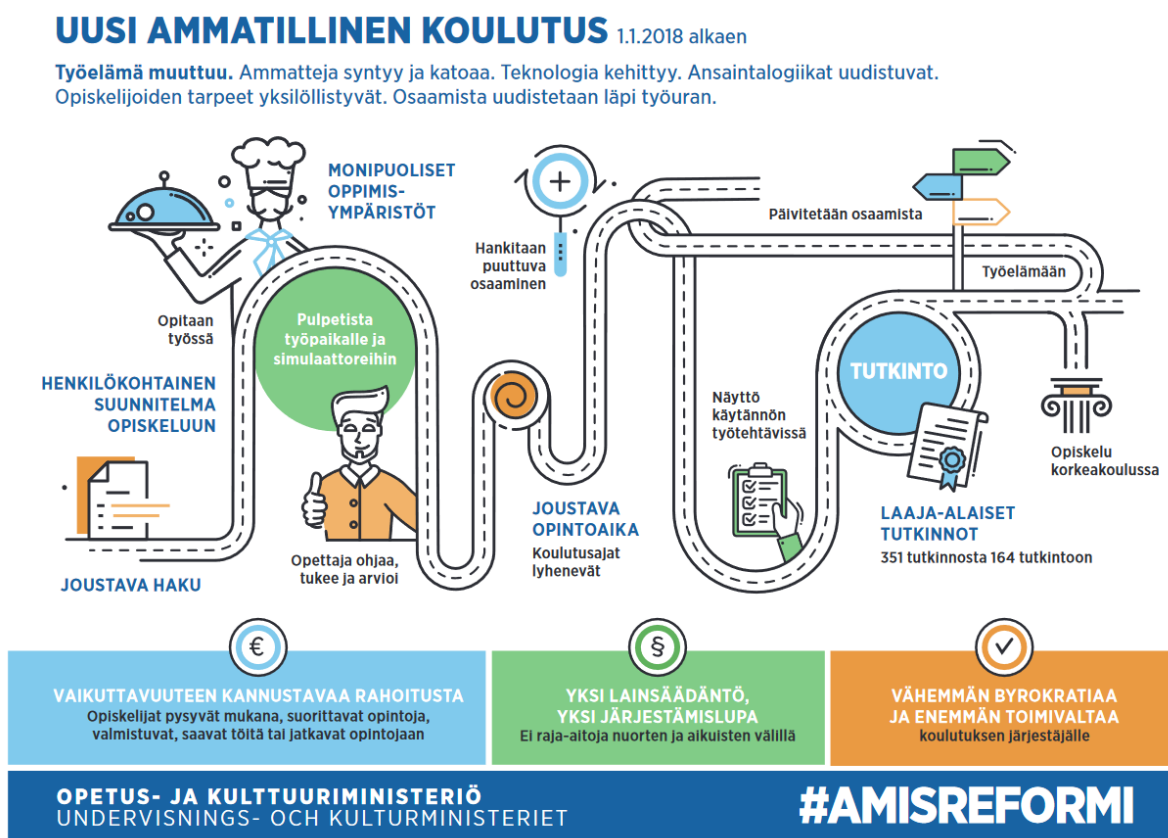 UUSI AMMATILLINEN KOULUTUS 1.1.2018 alkaen
Työelämä muuttuu. Ammatteja syntyy ja katoaa. Teknologia kehittyy. Ansaintalogiikat uudistuvat.
Opiskelijoiden tarpeet yksilöllistyvät. Osaamista uudistetaan läpi työuran.
MONIPUOLISET
OPPIMIS-
YMPÄRISTÖT
Opitaan
työssä
Pulpetista
työpaikalle ja
simulaattoreihin
HENKILÖKOHTAINEN
SUUNNITELMA
OPISKELUUN
JOUSTAVA HAKU
Opettaja ohjaa,
tukee ja arvioi
Hankitaan
puuttuva
osaaminen
JOUSTAVA
OPINTOAIKA
Koulutusajat
lyhenevät
Päivitetään osaamista
Työelämään
Näyttö
käytännön
työtehtävissä
TUTKINTO
Opiskelu
korkeakoulussa
LAAJA-ALAISET
TUTKINNOT
351 tutkinnosta 164 tutkintoon
€
VAIKUTTAVUUTEEN KANNUSTAVAA RAHOITUSTA
Opiskelijat pysyvät mukana, suorittavat opintoja,
valmistuvat, saavat töitä tai jatkavat opintojaan
§
YKSI LAINSÄÄDÄNTÖ,
YKSI JÄRJESTÄMISLUPA
Ei raja-aitoja nuorten ja aikuisten välillä
VÄHEMMÄN BYROKRATIAA
JA ENEMMÄN TOIMIVALTAA
koulutuksen järjestäjälle
OPETUS- JA KULTTUURIMINISTERIÖ
UNDERVISNINGS- OCH KULTURMINISTERIET
#AMISREFORMI